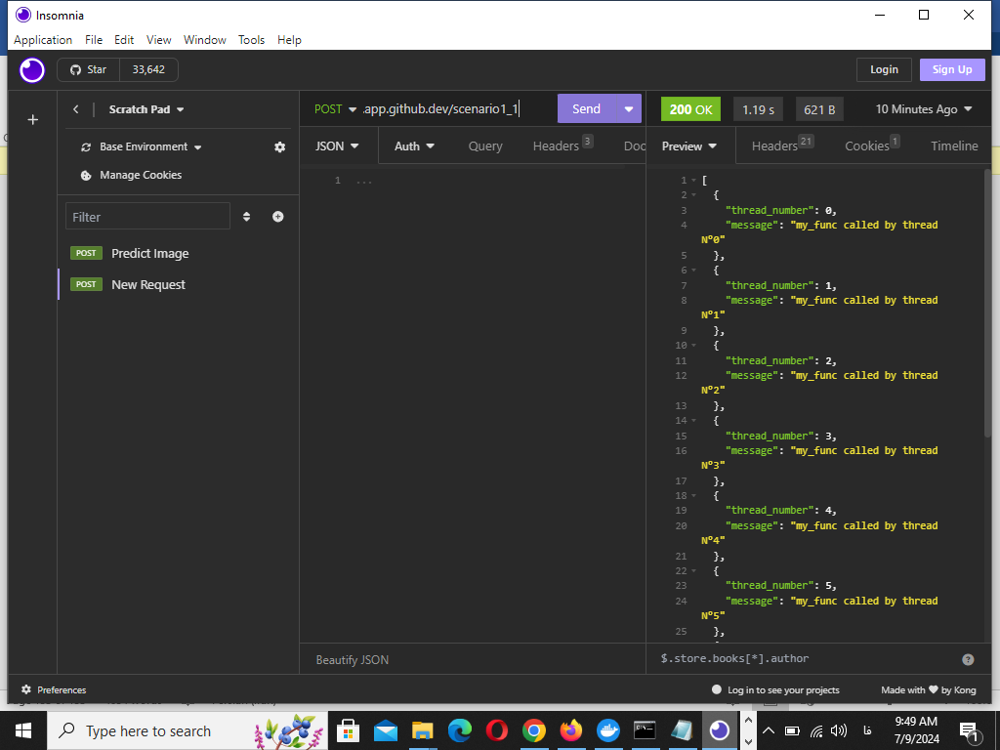 Insomnia
Application File Edit View Window Tools Help
Star 33,642 Login Sign Up
Scratch Pad POST .app.github.dev/scenario1_1 Send 200 OK 1.19 s 621 B 10 Minutes Ago
Base Environment JSON Auth Query Headers 3 Doc Preview Headers 21 Cookies 1 Timeline
Manage Cookies
Filter
POST Predict Image
POST New Request
1 ...
1 [
2 {
3 "thread_number": 0,
4 "message": "my_func called by thread
Nº0"
5 },
6 {
7 "thread_number": 1,
8 "message": "my_func called by thread
Nº1"
9 },
10 {
11 "thread_number": 2,
12 "message": "my_func called by thread
Nº2"
13 },
14 {
15 "thread_number": 3,
16 "message": "my_func called by thread
Nº3"
17 },
18 {
19 "thread_number": 4,
20 "message": "my_func called by thread
Nº4"
21 },
22 {
23 "thread_number": 5,
24 "message": "my_func called by thread
Nº5"
25 },
Beautify JSON $.store.books[*].author ?
Preferences Log in to see your projects Made with ♥ by Kong
Type here to search فا 9:49 AM
7/9/2024 1